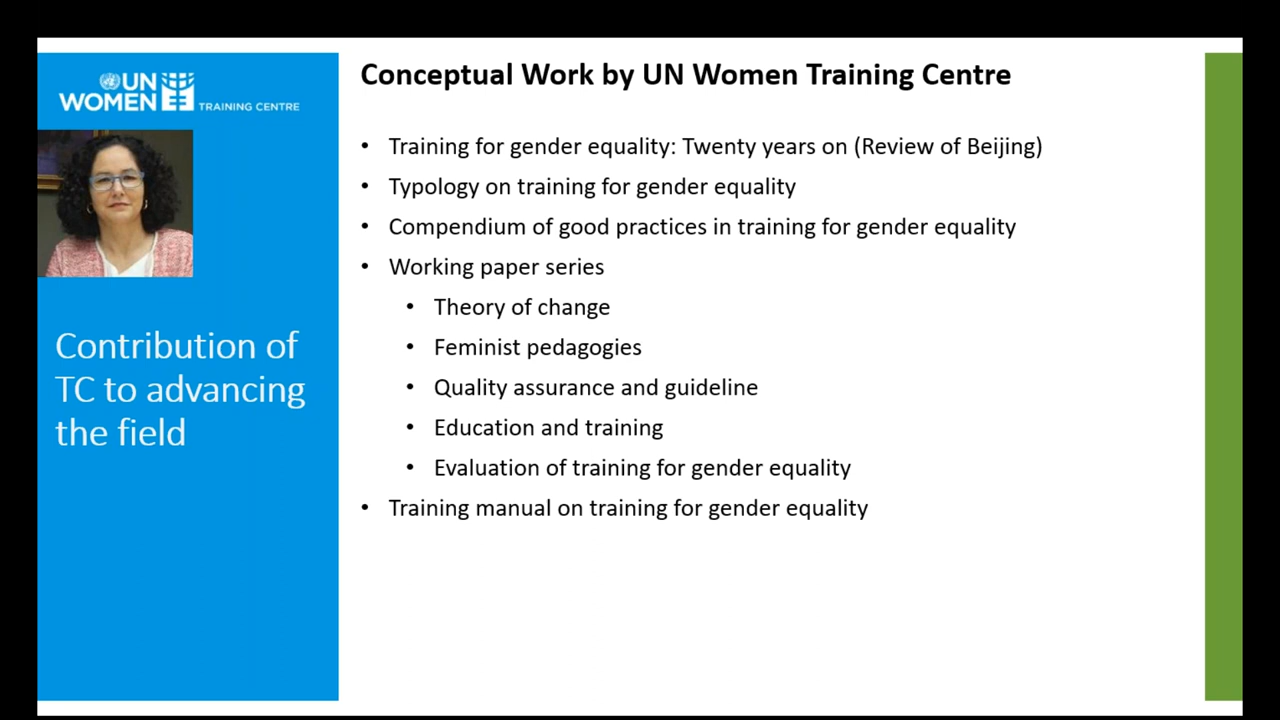 UN
WOMEN
TRAINING CENTRE
Contribution of
TC to advancing
the field
Conceptual Work by UN Women Training Centre
• Training for gender equality: Twenty years on (Review of Beijing)
• Typology on training for gender equality
• Compendium of good practices in training for gender equality
• Working paper series
• Theory of change
• Feminist pedagogies
• Quality assurance and guideline
• Education and training
• Evaluation of training for gender equality
• Training manual on training for gender equality